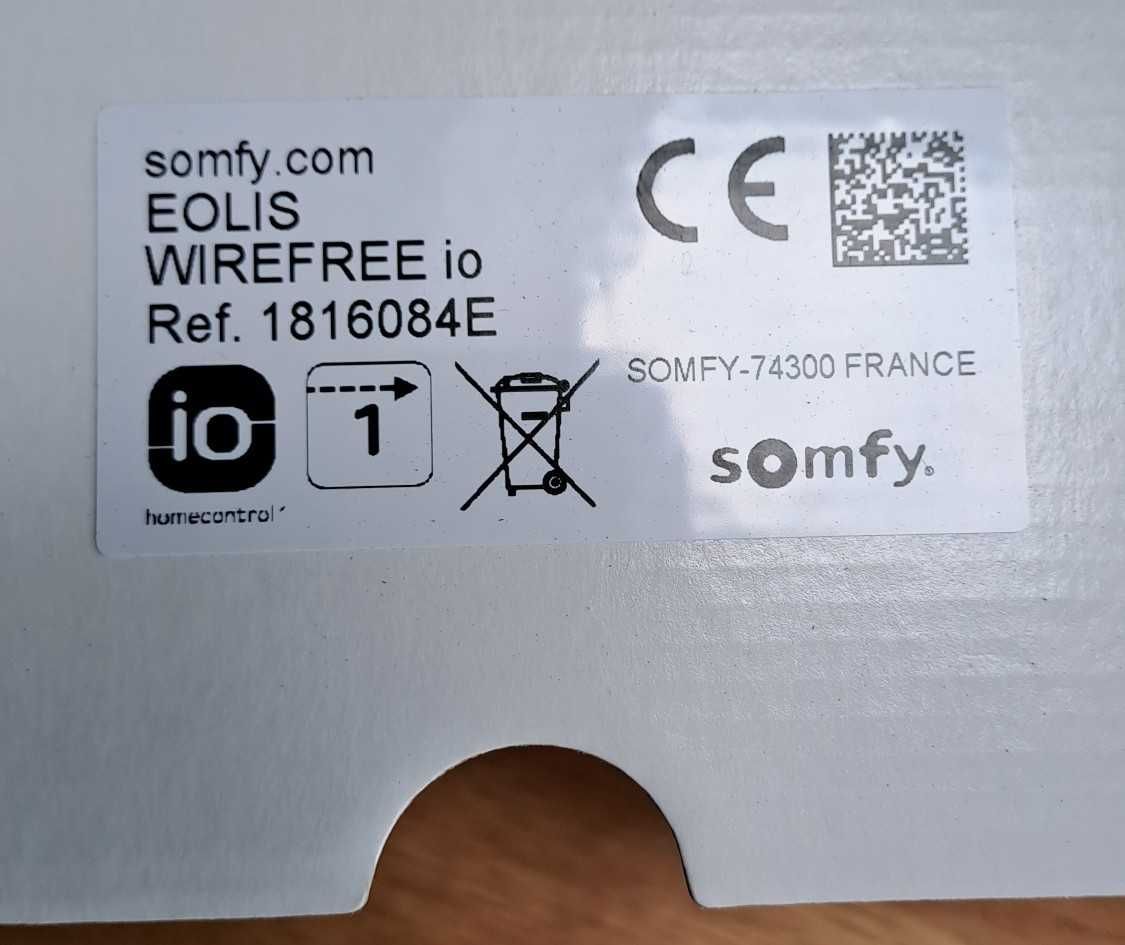 somfy.com
EOLIS
WIREFREE io
Ref. 1816084E
CE
io
1
homecontrol
SOMFY-74300 FRANCE
somfy.